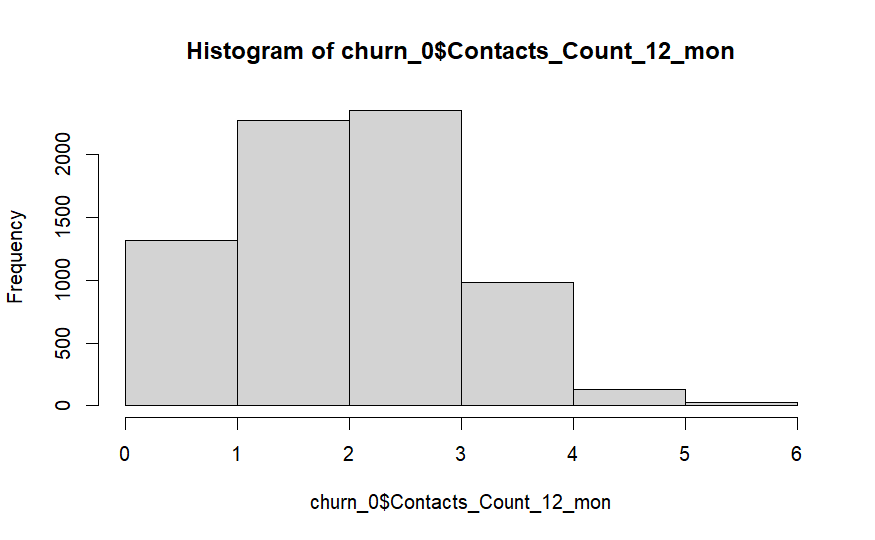 Histogram of churn_0$Contacts_Count_12_mon
Frequency
2000
1500
1000
500
0
0 1 2 3 4 5 6
churn_0$Contacts_Count_12_mon